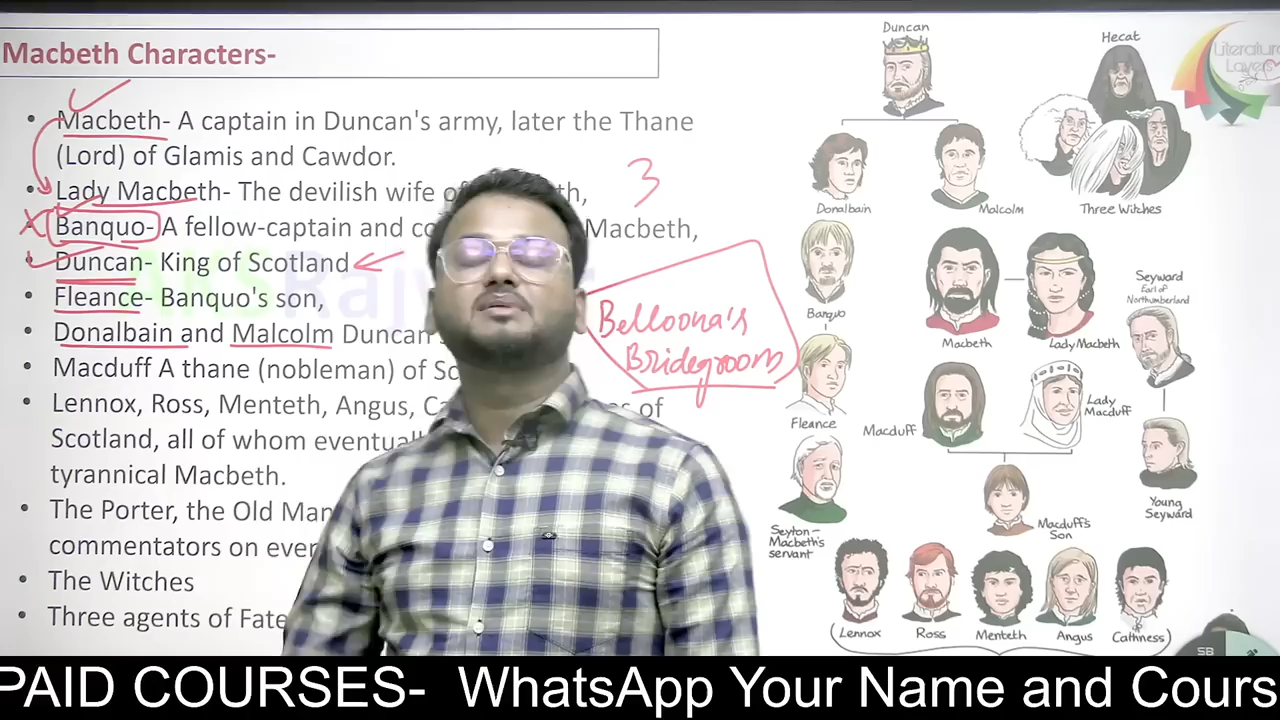 Macbeth Characters-
• Macbeth- A captain in Duncan's army, later the Thane
(Lord) of Glamis and Cawdor.
• Lady Macbeth- The devilish wife of
• Banquo- A fellow-captain and Macbeth,
• Duncan- King of Scotland
• Fleance- Banquo's son,
• Donalbain and Malcolm Duncan's
• Macduff A thane (nobleman) of
• Lennox, Ross, Menteth, Angus, of
Scotland, all of whom
tyrannical Macbeth.
• The Porter, the Old Man
commentators on
• The Witches
• Three agents of Fate
3
Belloona's
Bridegroom
Duncan
Hecat
Literature
Layers
Donalbain
Malcolm
Three Witches
Banquo
Macbeth
Lady Macbeth
Seyward
Earl of
Northumberland
Fleance
Macduff
Lady
Macduff
Seyton-
Macbeth's
servant
Macduff's
Son
Young
Seyward
(Lennox Ross Menteth Angus Cathness)
SB
PAID COURSES- WhatsApp Your Name and Cours